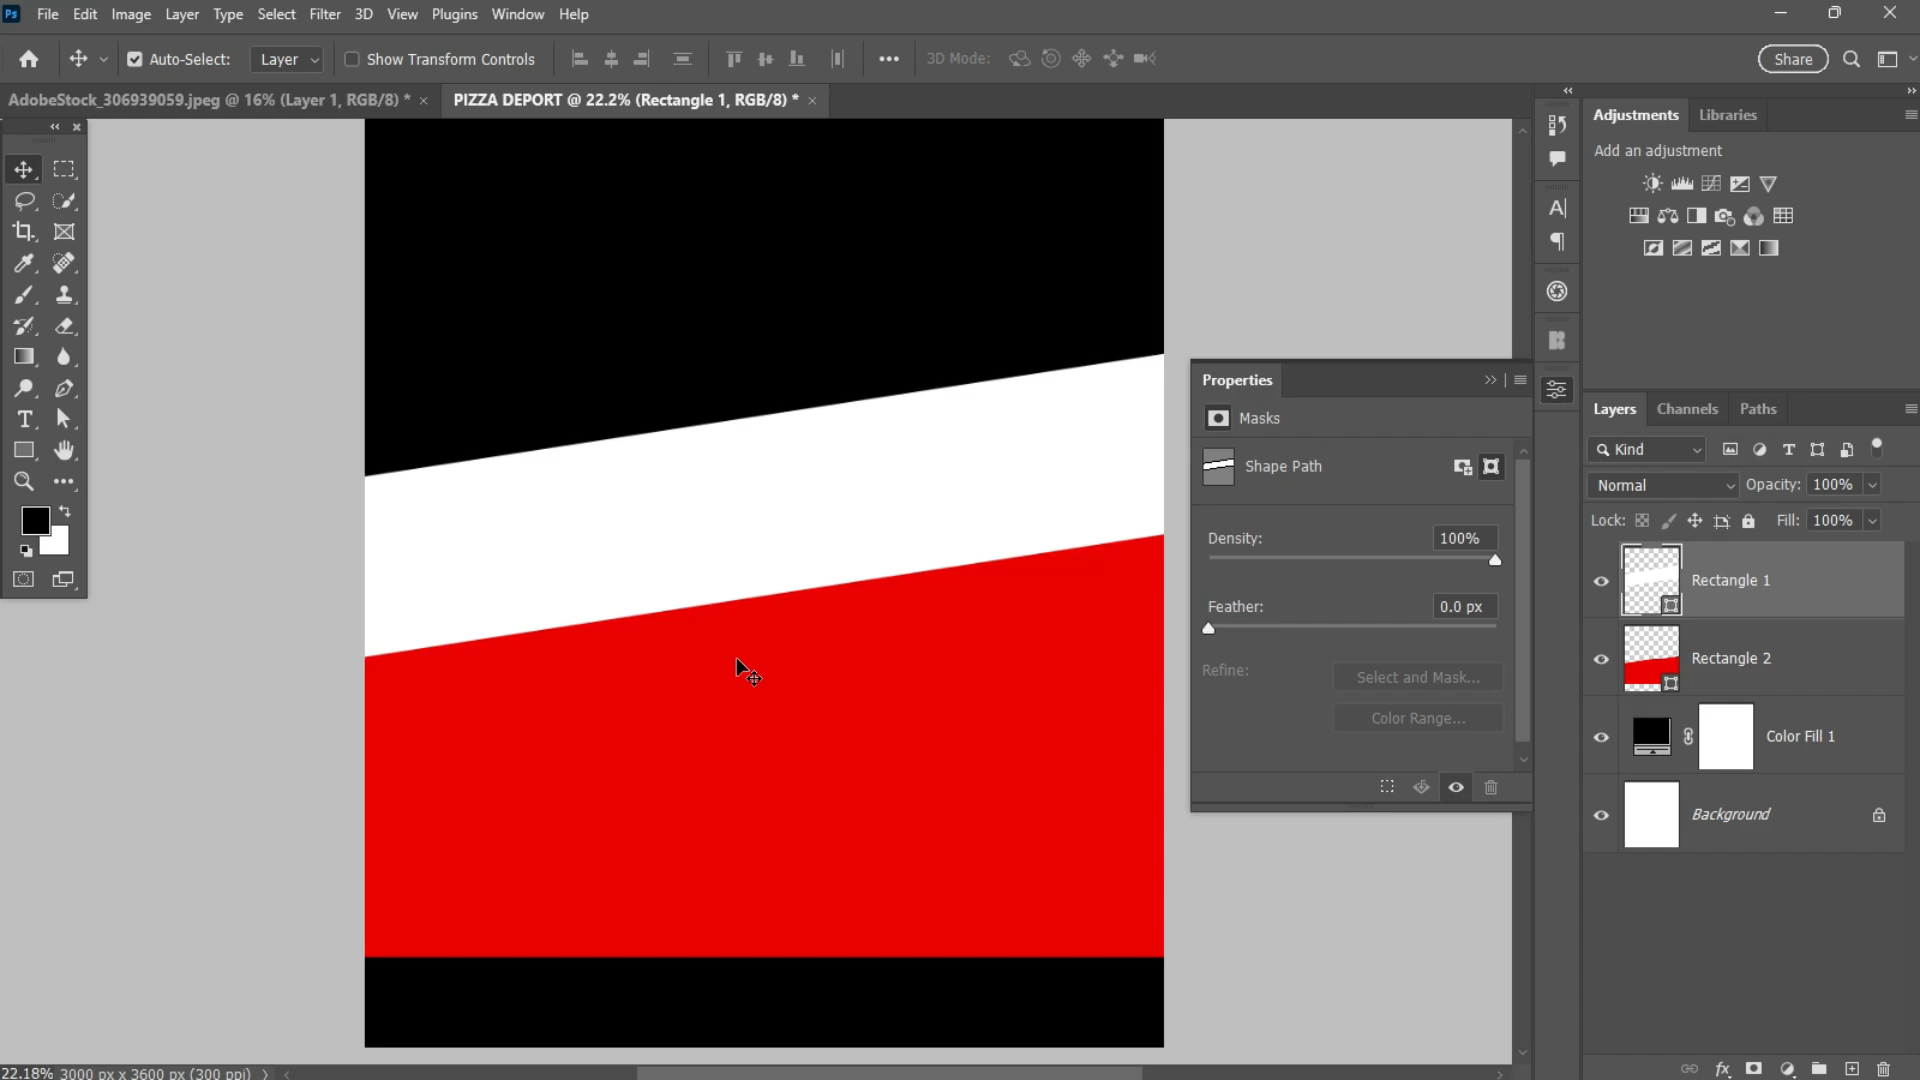 Ps File Edit Image Layer Type Select Filter 3D View Plugins Window Help
Auto-Select: Layer Show Transform Controls 3D Mode: Share
AdobeStock_306939059.jpeg @ 16% (Layer 1, RGB/8) * × PIZZA DEPORT @ 22.2% (Rectangle 1, RGB/8) * ×
Adjustments Libraries
Add an adjustment
Properties
Masks
Shape Path
Density: 100%
Feather: 0.0 px
Refine: Select and Mask...
Color Range...
Layers Channels Paths
Kind
Normal Opacity: 100%
Lock: Fill: 100%
Rectangle 1
Rectangle 2
Color Fill 1
Background
fx
22.18% 3000 px x 3600 px (300 ppi)